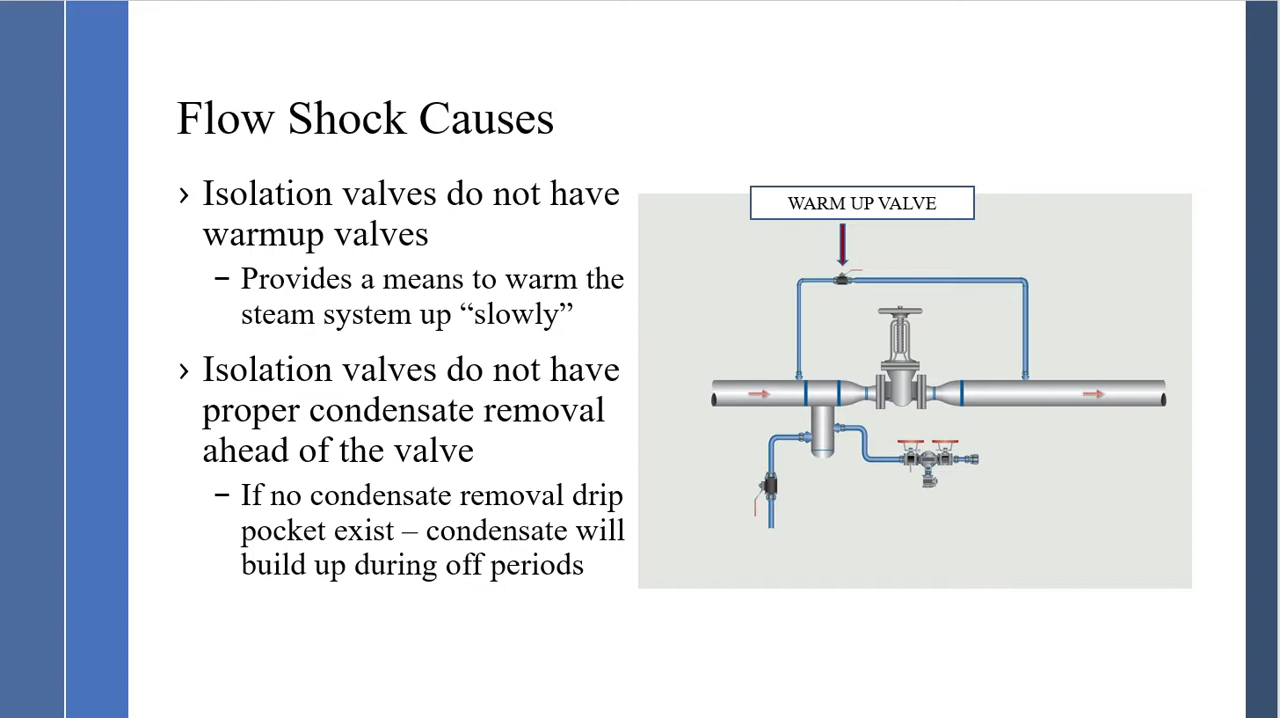 Flow Shock Causes
› Isolation valves do not have
warmup valves
– Provides a means to warm the
steam system up “slowly”
› Isolation valves do not have
proper condensate removal
ahead of the valve
– If no condensate removal drip
pocket exist – condensate will
build up during off periods
WARM UP VALVE